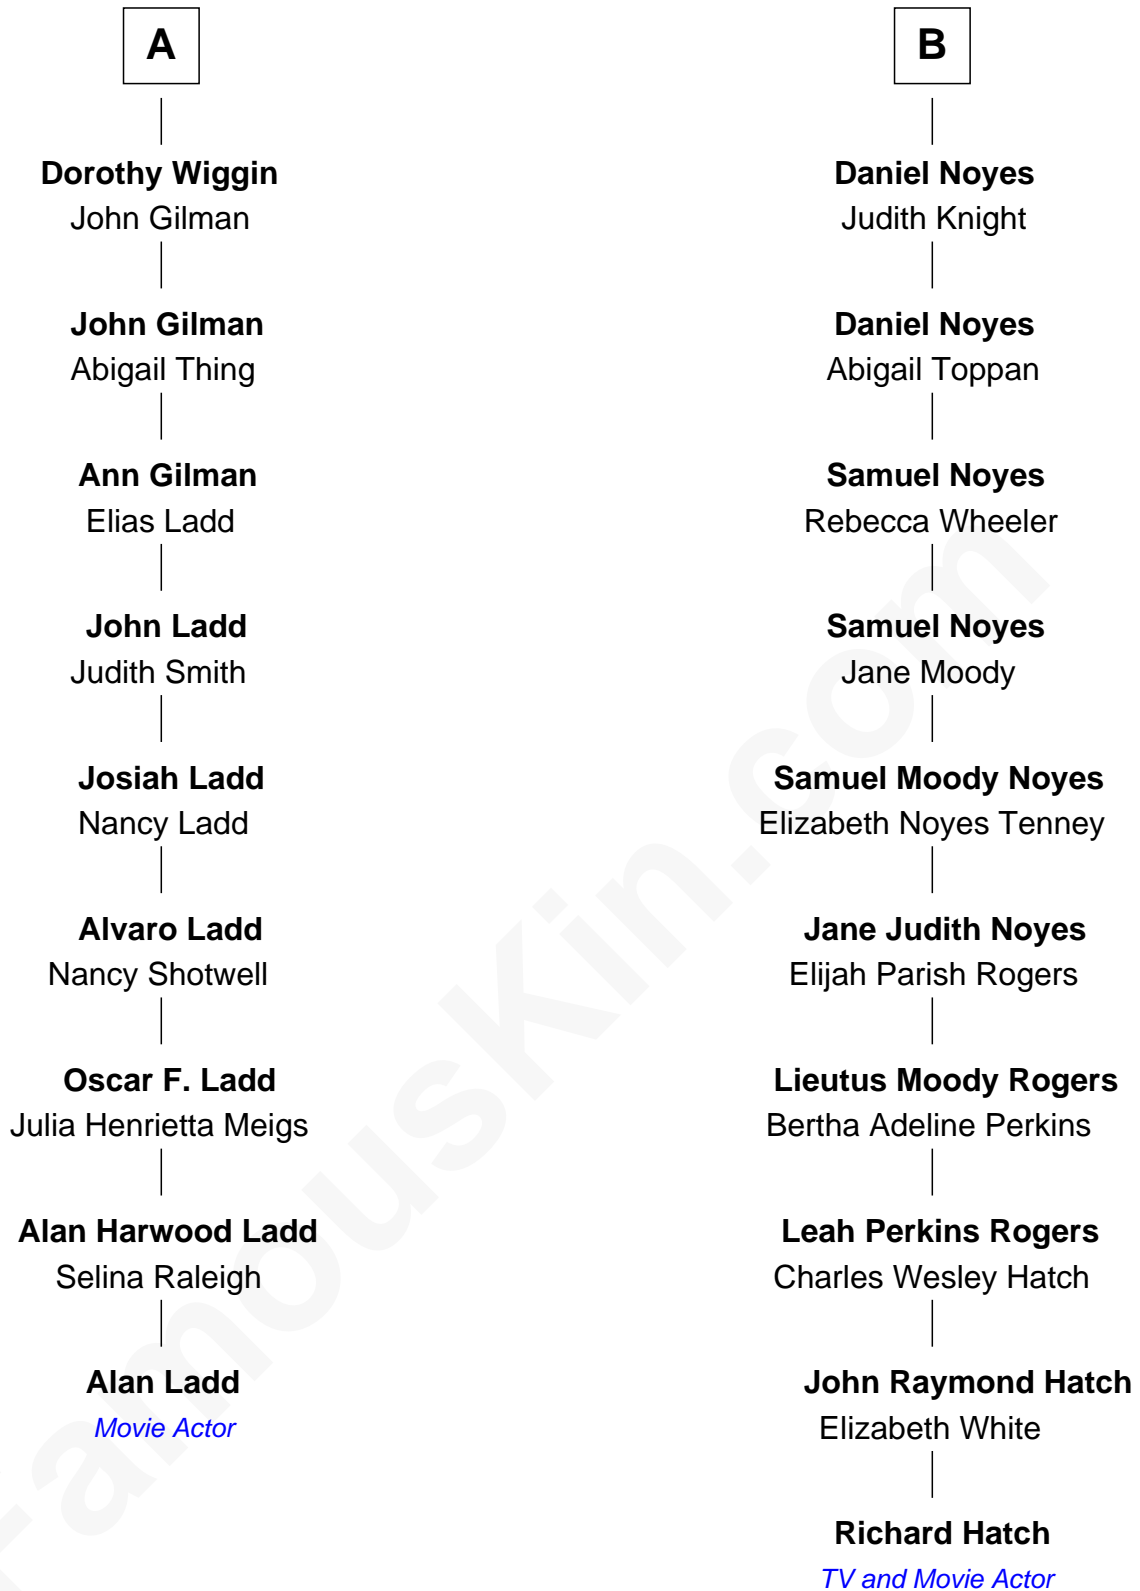 A
Dorothy Wiggin
John Gilman
John Gilman
Abigail Thing
Ann Gilman
Elias Ladd
John Ladd
Judith Smith
Josiah Ladd
Nancy Ladd
Alvaro Ladd
Nancy Shotwell
Oscar F. Ladd
Julia Henrietta Meigs
Alan Harwood Ladd
Selina Raleigh
Alan Ladd
Movie Actor
B
Daniel Noyes
Judith Knight
Daniel Noyes
Abigail Toppan
Samuel Noyes
Rebecca Wheeler
Samuel Noyes
Jane Moody
Samuel Moody Noyes
Elizabeth Noyes Tenney
Jane Judith Noyes
Elijah Parish Rogers
Lieutus Moody Rogers
Bertha Adeline Perkins
Leah Perkins Rogers
Charles Wesley Hatch
John Raymond Hatch
Elizabeth White
Richard Hatch
TV and Movie Actor
FamousKin.com